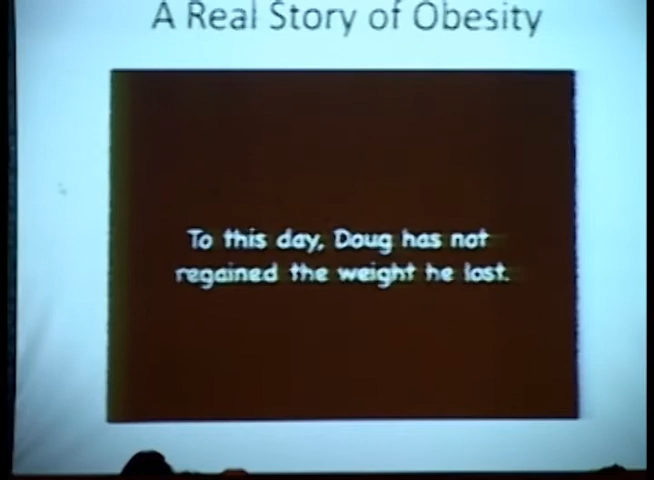 A Real Story of Obesity
To this day, Doug has not
regained the weight he lost.